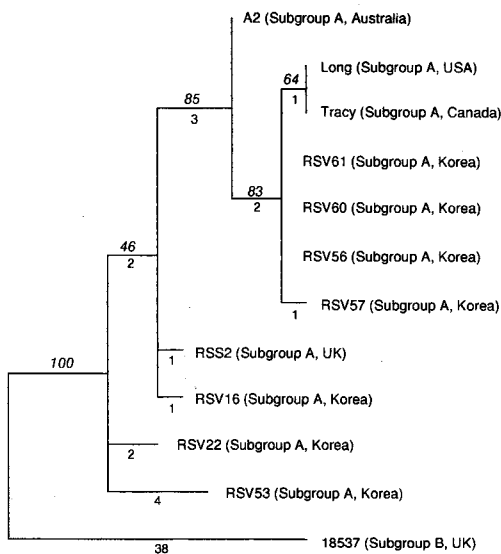 A2 (Subgroup A, Australia)
64
Long (Subgroup A, USA)
1
85
3
Tracy (Subgroup A, Canada)
RSV61 (Subgroup A, Korea)
83
2
RSV60 (Subgroup A, Korea)
46
2
RSV56 (Subgroup A, Korea)
RSV57 (Subgroup A, Korea)
1
RSS2 (Subgroup A, UK)
1
100
RSV16 (Subgroup A, Korea)
1
RSV22 (Subgroup A, Korea)
2
RSV53 (Subgroup A, Korea)
4
18537 (Subgroup B, UK)
38